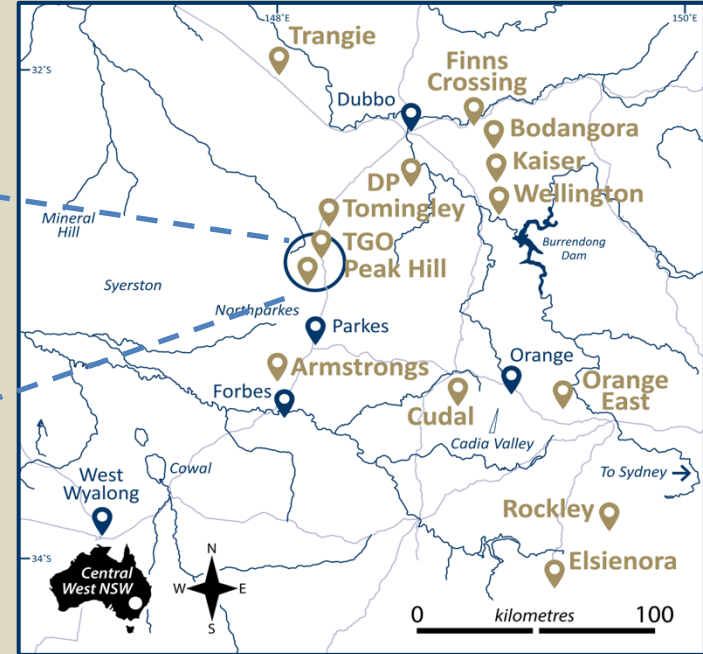 148°E
150°E
32°S
Trangie
Finns
Crossing
Dubbo
Bodangora
Kaiser
DP
Wellington
Tomingley
Mineral
Hill
TGO
Burrendong
Dam
Peak Hill
Syerston
Northparkes
Parkes
Armstrongs
Orange
Orange
East
Forbes
Cudal
Cadia Valley
West
Wyalong
Cowal
To Sydney
Rockley
34°S
Elsienora
Central
West NSW
N
W
E
S
0
kilometres
100